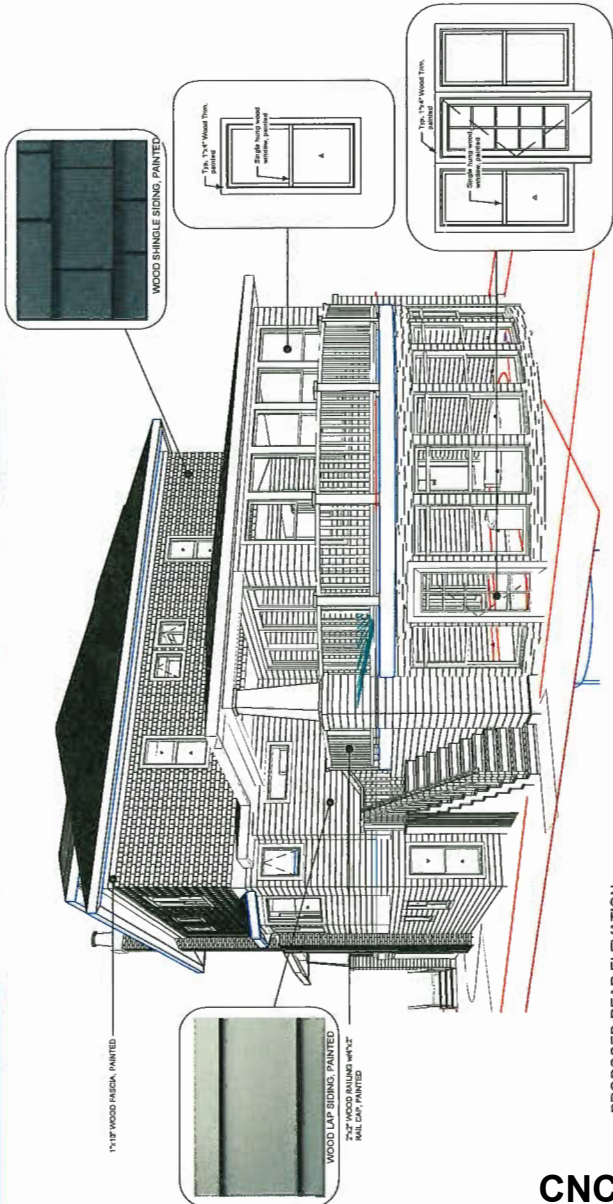 WOOD SHINGLE SIDING, PAINTED
Typ. 1"x4" Wood Trim,
painted
Single hung wood
window, painted
Typ. 1"x4" Wood Trim,
painted
Single hung wood
window, painted
1"x12" WOOD FASCIA, PAINTED
WOOD LAP SIDING, PAINTED
2"x2" WOOD RAILING w/4"x2"
RAIL CAP, PAINTED
PROPOSED REAR ELEVATION
CNC